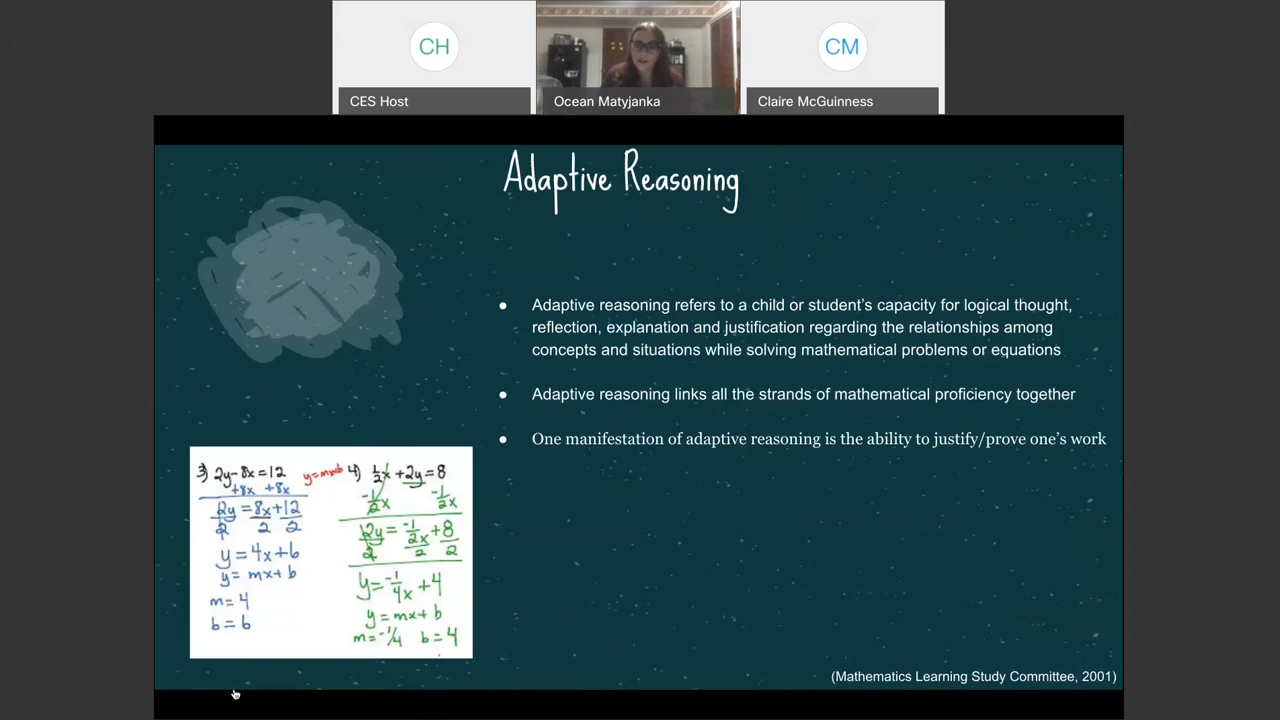 CH
CM
CES Host
Ocean Matyjanka
Claire McGuinness
Adaptive Reasoning
● Adaptive reasoning refers to a child or student's capacity for logical thought,
reflection, explanation and justification regarding the relationships among
concepts and situations while solving mathematical problems or equations
● Adaptive reasoning links all the strands of mathematical proficiency together
● One manifestation of adaptive reasoning is the ability to justify/prove one's work
3) 2y-8x=12
+8x +8x
2y = 8x+12
2 2 2
y = 4x+6
y = mx+b
m=4
b=6
y=mx+b
4) 1/2x +2y=8
-1/2x -1/2x
2y = -1/2x + 8
2 2 2
y = -1/4x +4
y = mx+b
m=-1/4 b=4
(Mathematics Learning Study Committee, 2001)